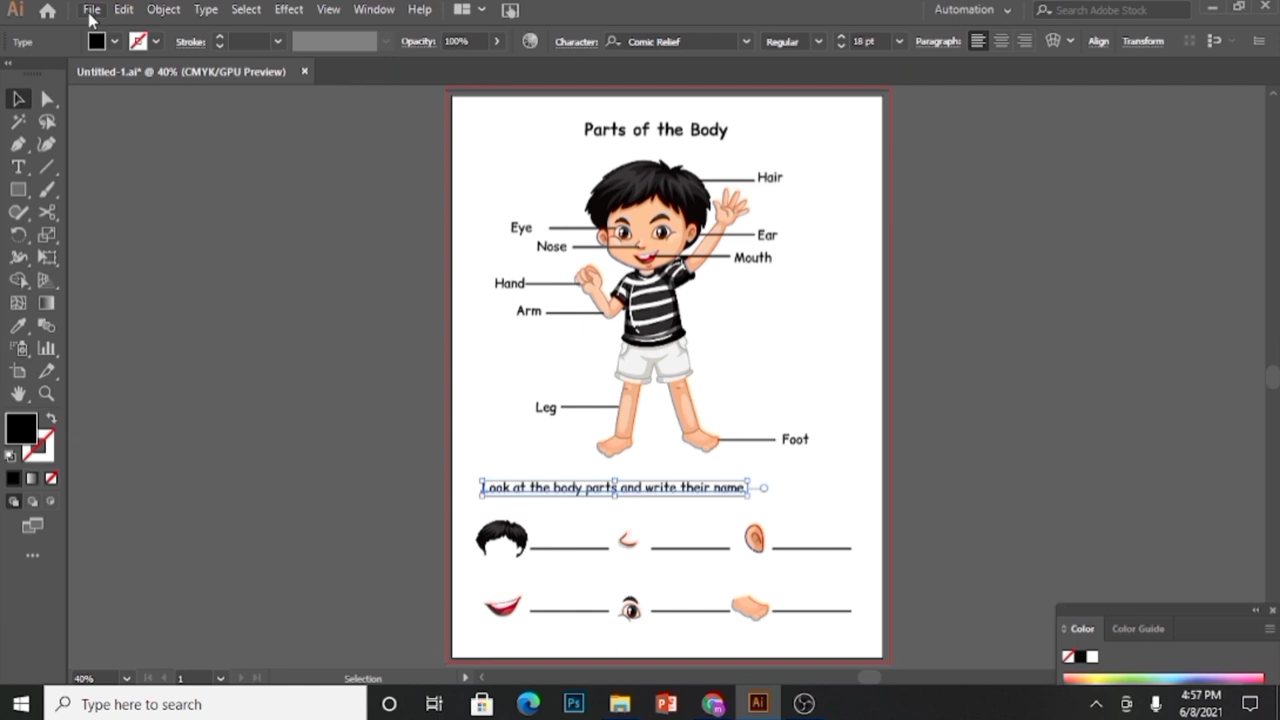 Ai File Edit Object Type Select Effect View Window Help Automation Search Adobe Stock
Type Stroke: Opacity: 100% Character: Comic Relief Regular 18 pt Paragraph: Align Transform
Untitled-1.ai* @ 40% (CMYK/GPU Preview) ×
Parts of the Body
Hair
Eye
Ear
Nose
Mouth
Hand
Arm
Leg
Foot
Look at the body parts and write their name.
Color Color Guide
40% 1 Selection
Type here to search
Ps
Ai
4:57 PM
6/8/2021